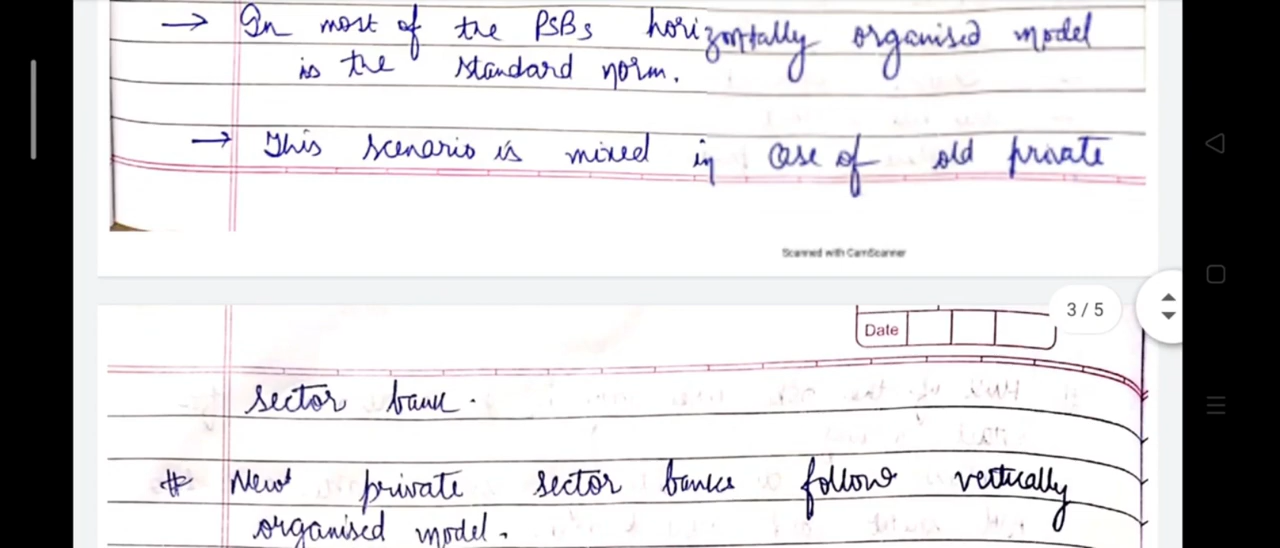 → In most of the PSBs horizontally organised model
is the standard norm.
→ This scenario is mixed in case of old private
Scanned with CamScanner
3 / 5
Date
sector bank.
# New private sector banks follow vertically
organised model.